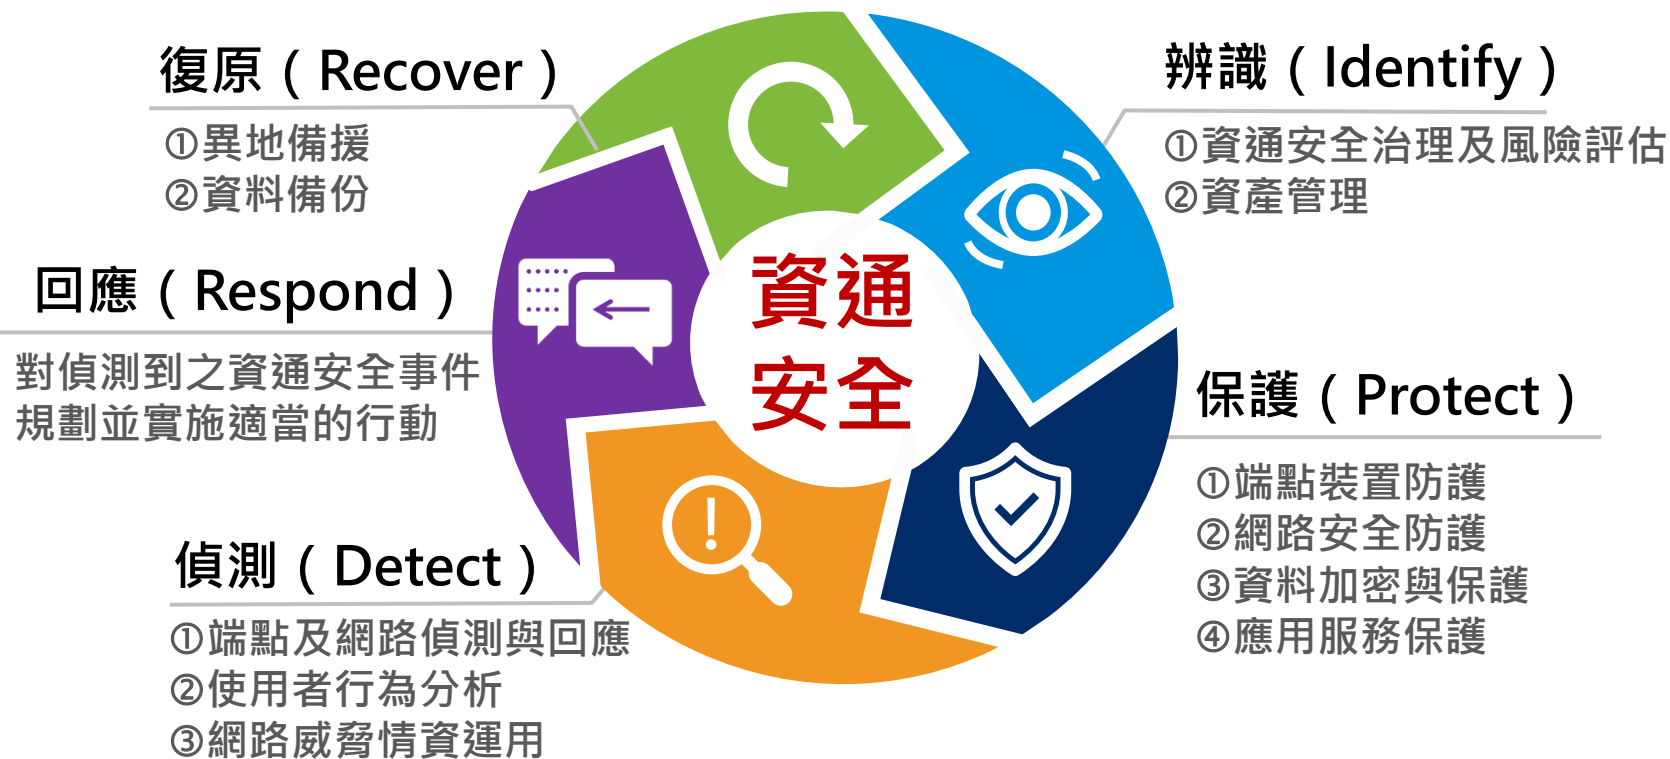 資通
安全
辨識（Identify）
①資通安全治理及風險評估
②資產管理
保護（Protect）
①端點裝置防護
②網路安全防護
③資料加密與保護
④應用服務保護
偵測（Detect）
①端點及網路偵測與回應
②使用者行為分析
③網路威脅情資運用
回應（Respond）
對偵測到之資通安全事件
規劃並實施適當的行動
復原（Recover）
①異地備援
②資料備份